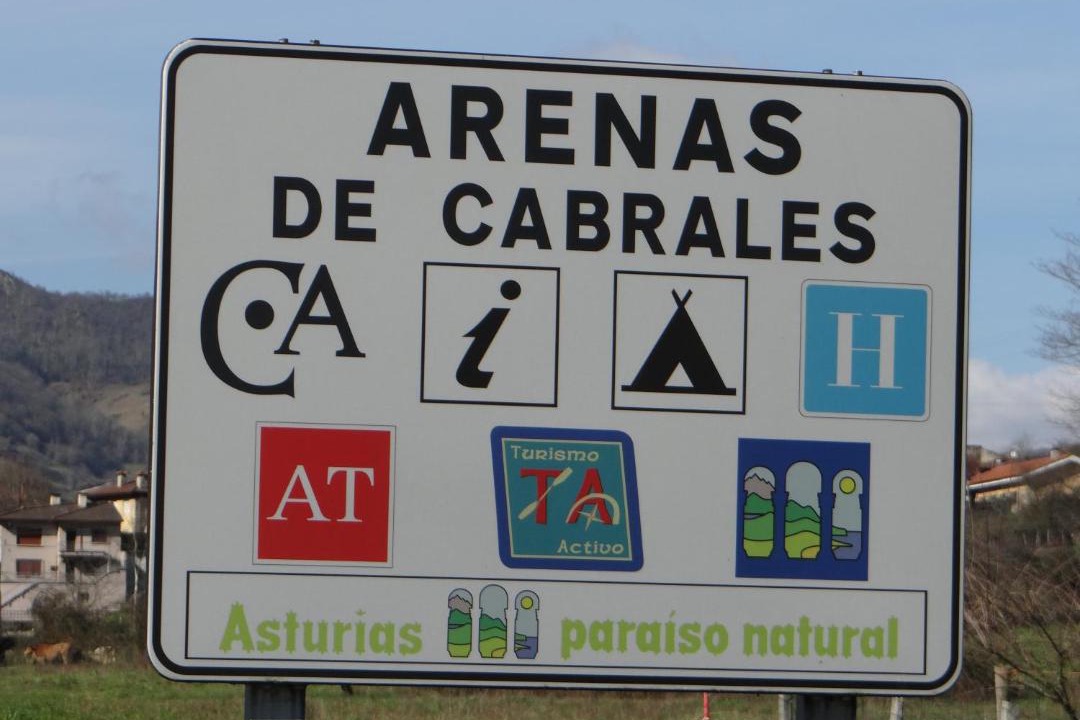 ARENAS
DE CABRALES
CA i H
AT Turismo
TA
Activo
Asturias paraíso natural